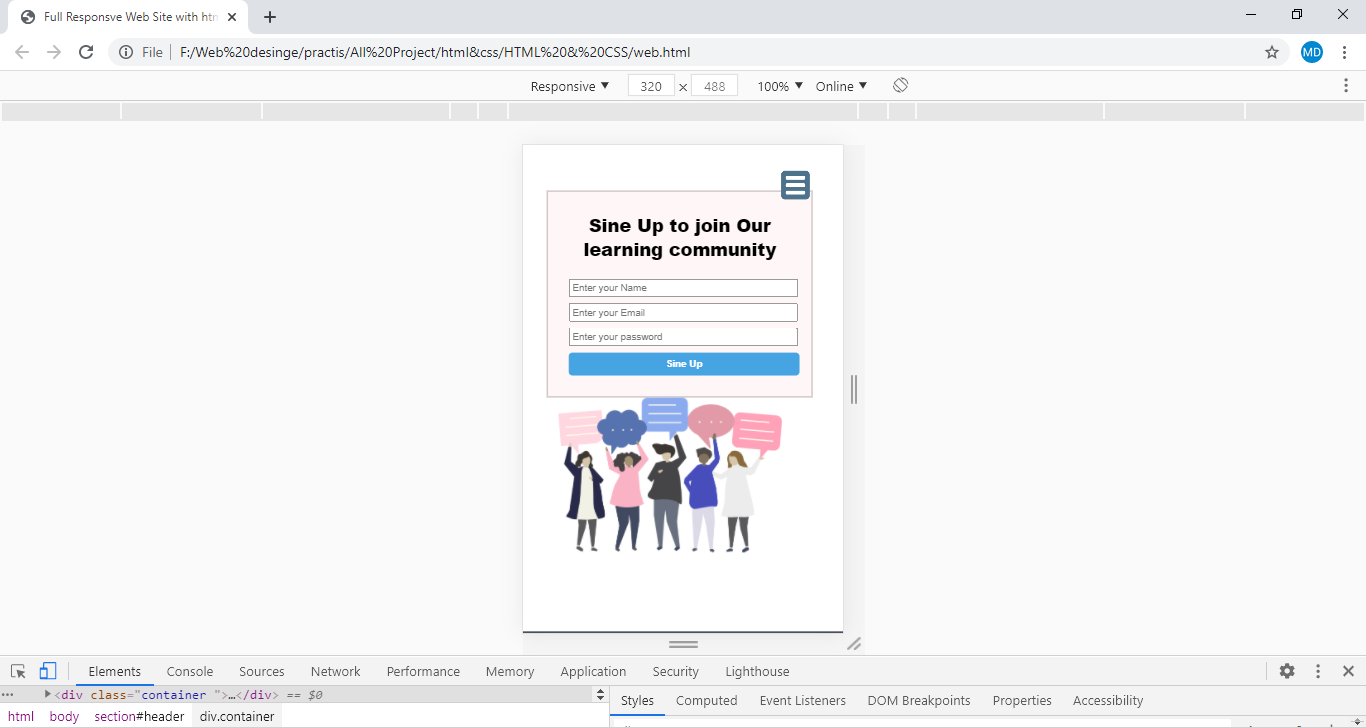 Full Responsve Web Site with htm
File F:/Web%20desinge/practis/All%20Project/html&css/HTML%20&%20CSS/web.html
MD
Responsive 320 × 488 100% Online
Sine Up to join Our
learning community
Enter your Name
Enter your Email
Enter your password
Sine Up
Elements Console Sources Network Performance Memory Application Security Lighthouse
<div class="container ">…</div> == $0
Styles Computed Event Listeners DOM Breakpoints Properties Accessibility
html body section#header div.container